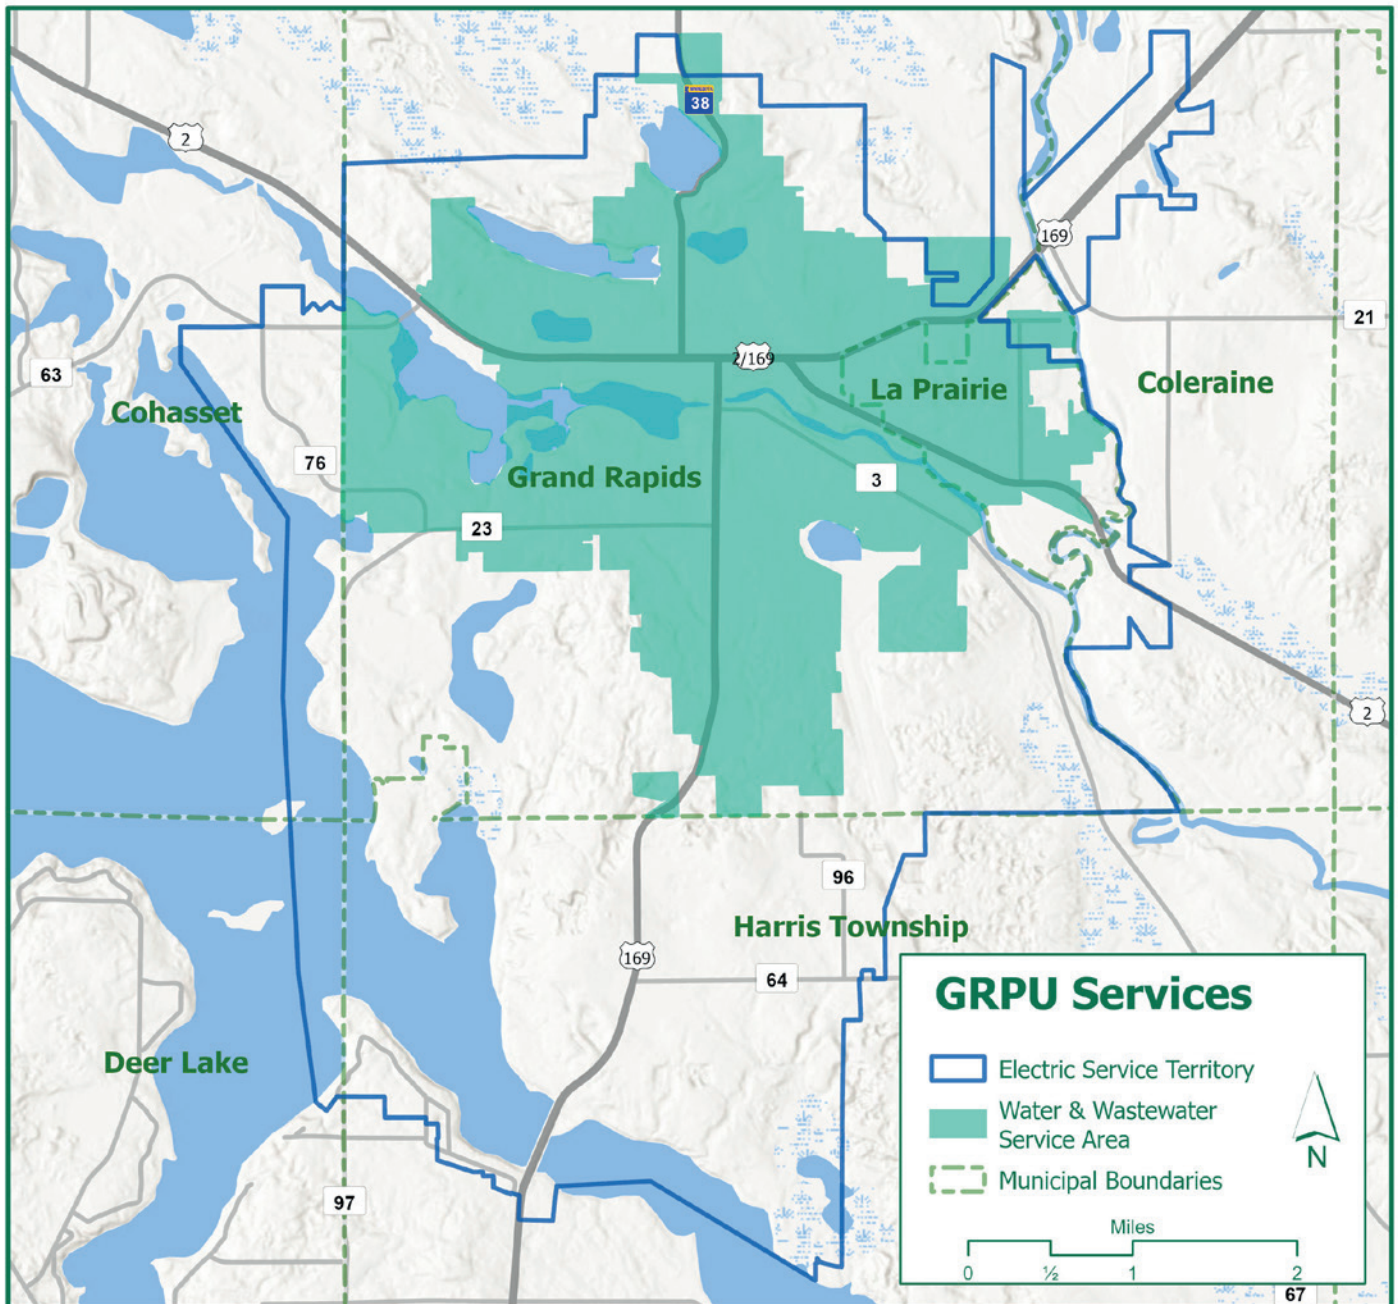 38
2
169
21
2/169
63
La Prairie
Coleraine
Cohasset
76
Grand Rapids
3
23
2
96
Harris Township
169
64
GRPU Services
Deer Lake
Electric Service Territory
Water & Wastewater
Service Area
N
Municipal Boundaries
97
Miles
0 ½ 1 2
67